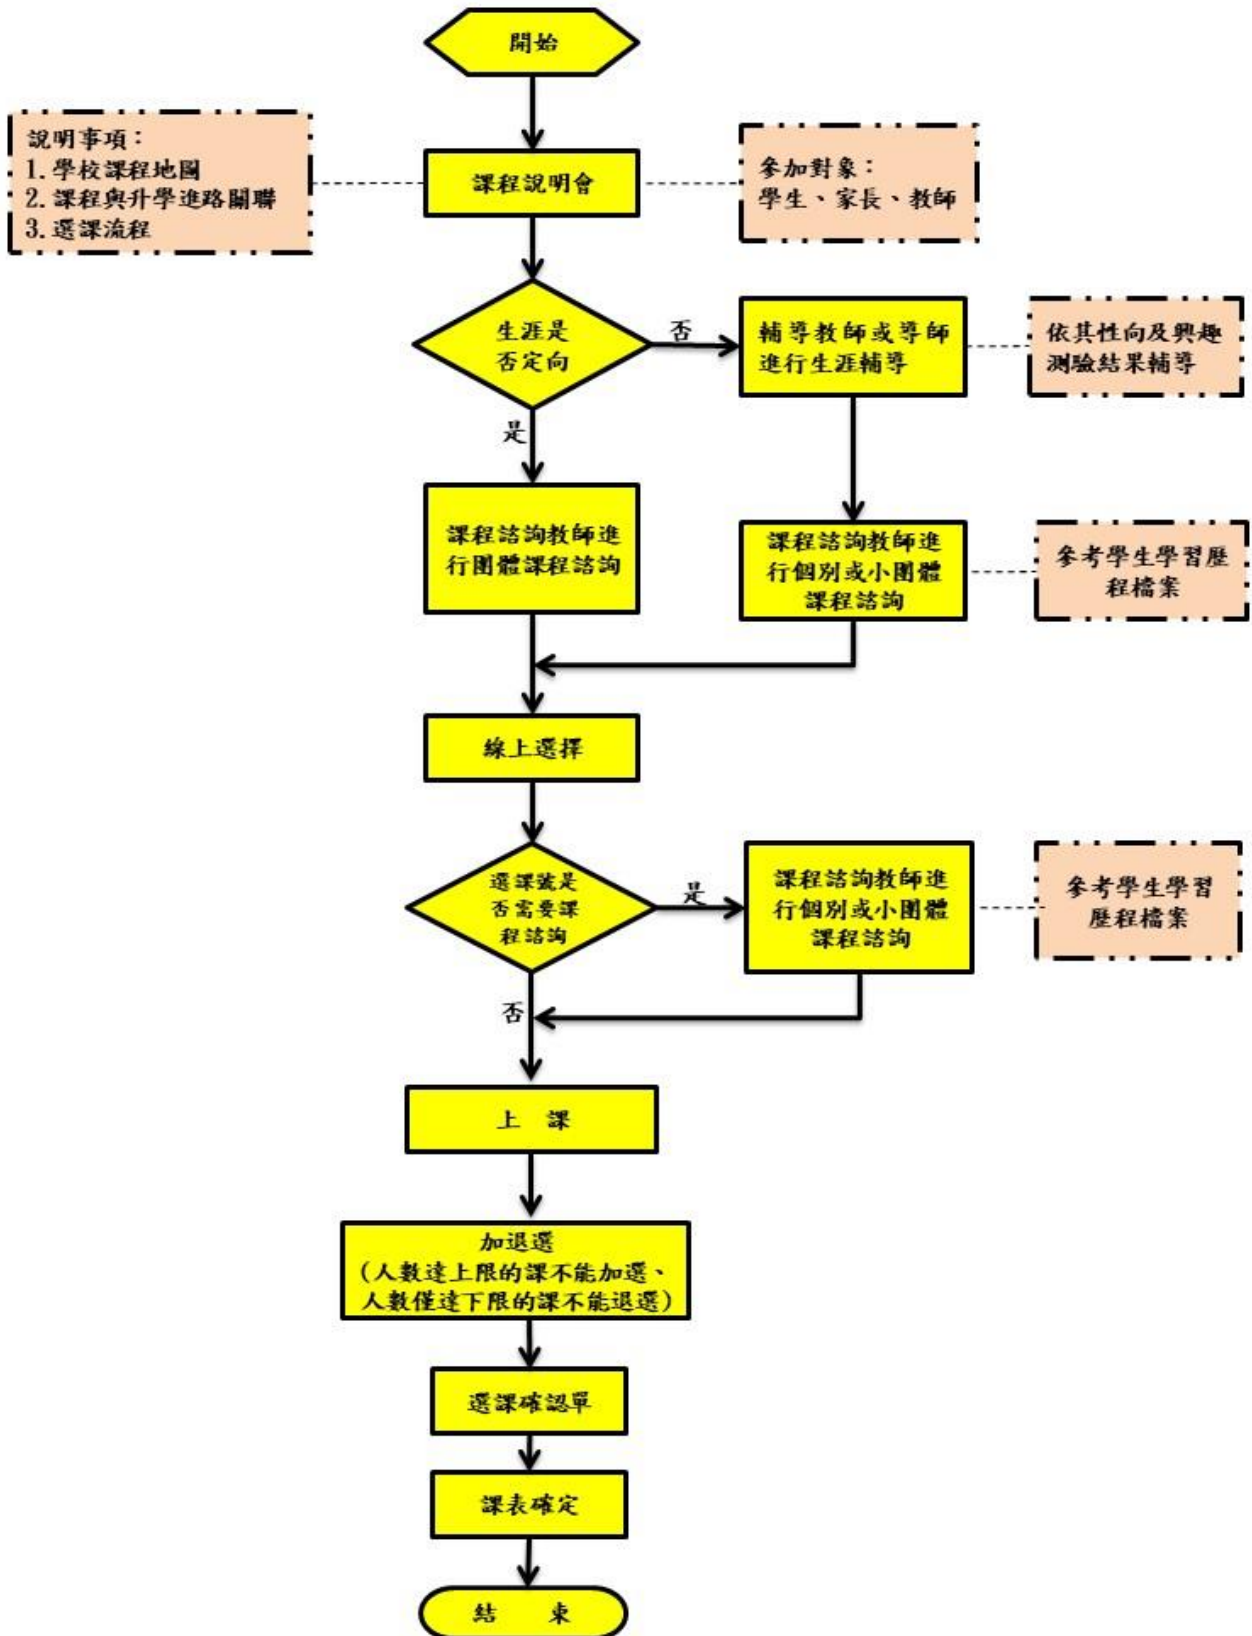 開始
說明事項：
1.學校課程地圖
2.課程與升學進路關聯
3.選課流程
課程說明會
參加對象：
學生、家長、教師
生涯是
否定向
否
輔導教師或導師
進行生涯輔導
依其性向及興趣
測驗結果輔導
是
課程諮詢教師進
行團體課程諮詢
課程諮詢教師進
行個別或小團體
課程諮詢
參考學生學習歷
程檔案
線上選擇
選課號是
否需要課
程諮詢
是
課程諮詢教師進
行個別或小團體
課程諮詢
參考學生學習
歷程檔案
否
上 課
加退選
(人數達上限的課不能加選、
人數僅達下限的課不能退選)
選課確認單
課表確定
結 束